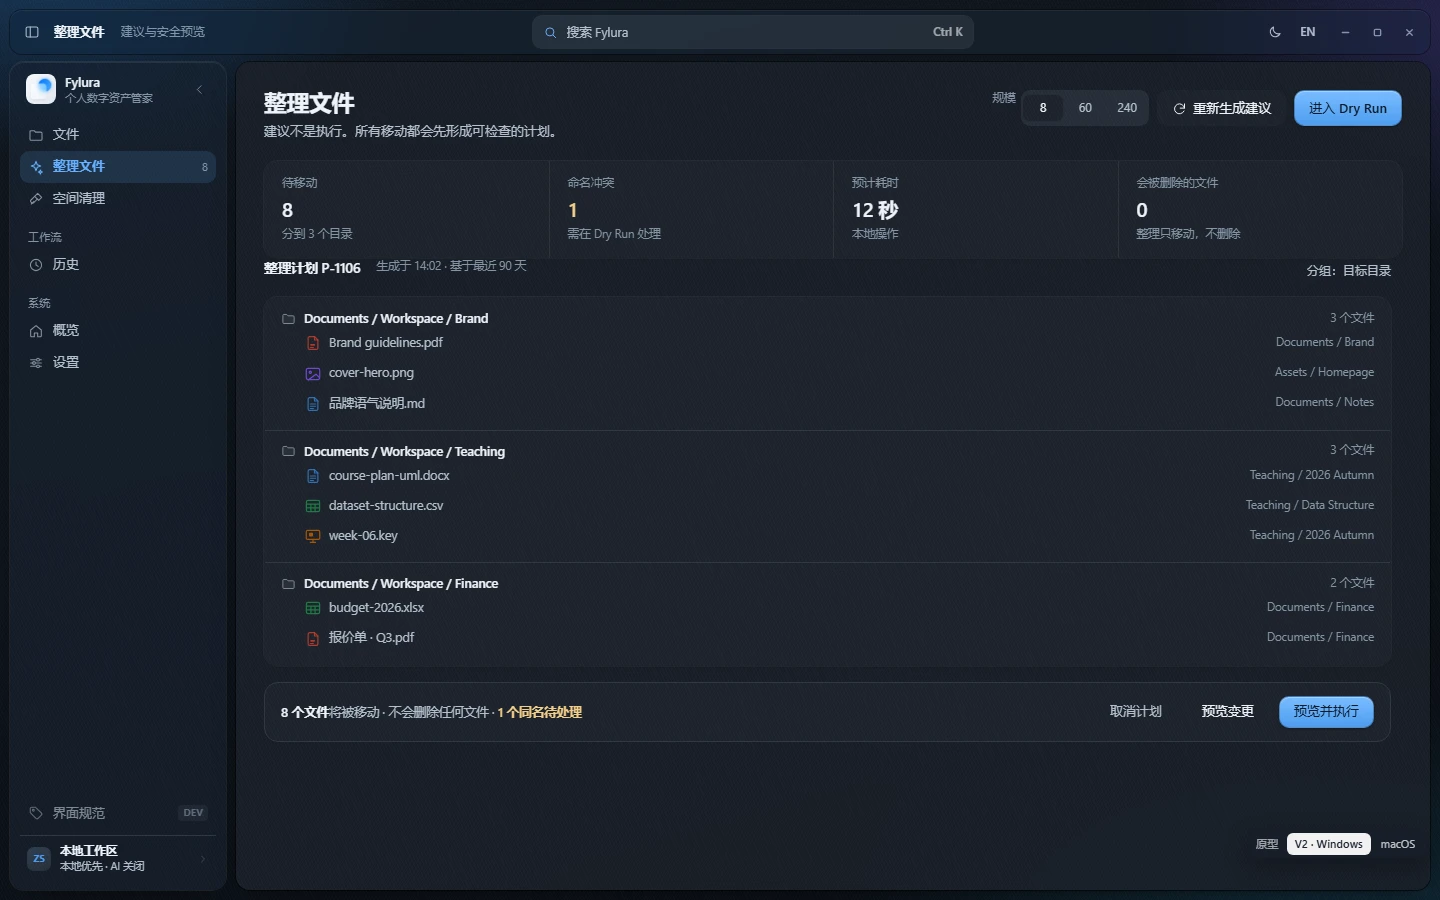 整理文件 建议与安全预览 搜索 Fylura Ctrl K EN
Fylura
个人数字资产管家
文件
整理文件 8
空间清理
工作流
历史
系统
概览
设置
界面规范 DEV
ZS 本地工作区
本地优先 · AI 关闭
整理文件
建议不是执行。所有移动都会先形成可检查的计划。
规模 8 60 240 重新生成建议 进入 Dry Run
待移动
8
分到 3 个目录
命名冲突
1
需在 Dry Run 处理
预计耗时
12 秒
本地操作
会被删除的文件
0
整理只移动，不删除
整理计划 P-1106 生成于 14:02 · 基于最近 90 天 分组：目标目录
Documents / Workspace / Brand 3 个文件
Brand guidelines.pdf Documents / Brand
cover-hero.png Assets / Homepage
品牌语气说明.md Documents / Notes
Documents / Workspace / Teaching 3 个文件
course-plan-uml.docx Teaching / 2026 Autumn
dataset-structure.csv Teaching / Data Structure
week-06.key Teaching / 2026 Autumn
Documents / Workspace / Finance 2 个文件
budget-2026.xlsx Documents / Finance
报价单 · Q3.pdf Documents / Finance
8 个文件将被移动 · 不会删除任何文件 · 1 个同名待处理 取消计划 预览变更 预览并执行
原型 V2 · Windows macOS